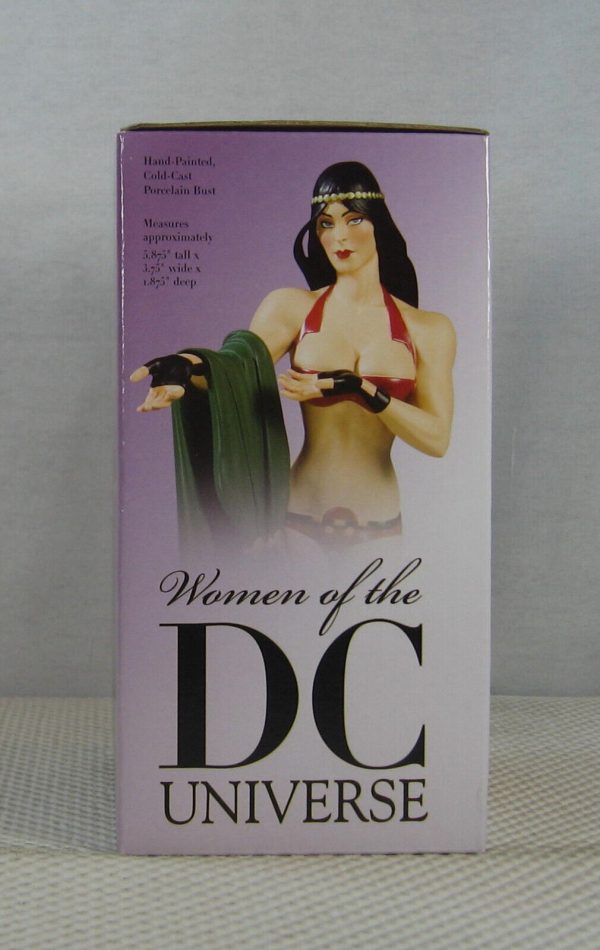 Hand-Painted,
Cold-Cast
Porcelain Bust
Measures
approximately
5.875" tall x
3.75" wide x
1.875" deep
Women of the
DC
UNIVERSE